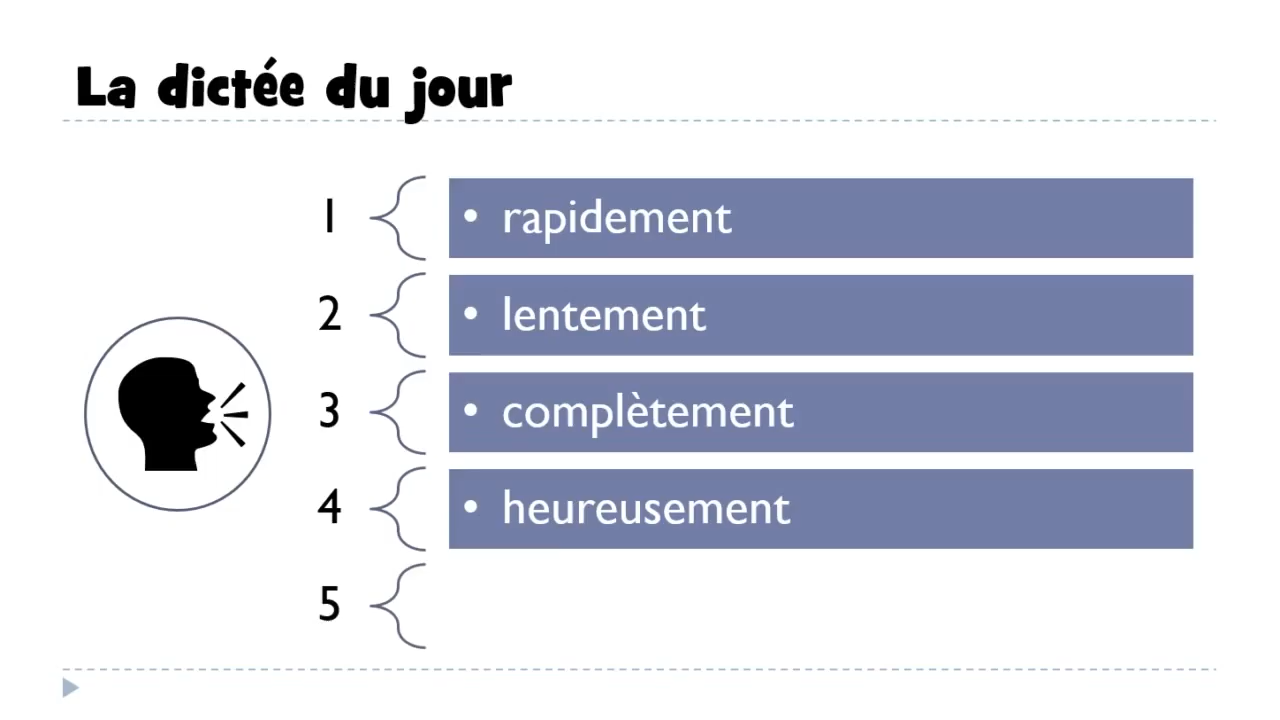 La dictée du jour
1 • rapidement
2 • lentement
3 • complètement
4 • heureusement
5